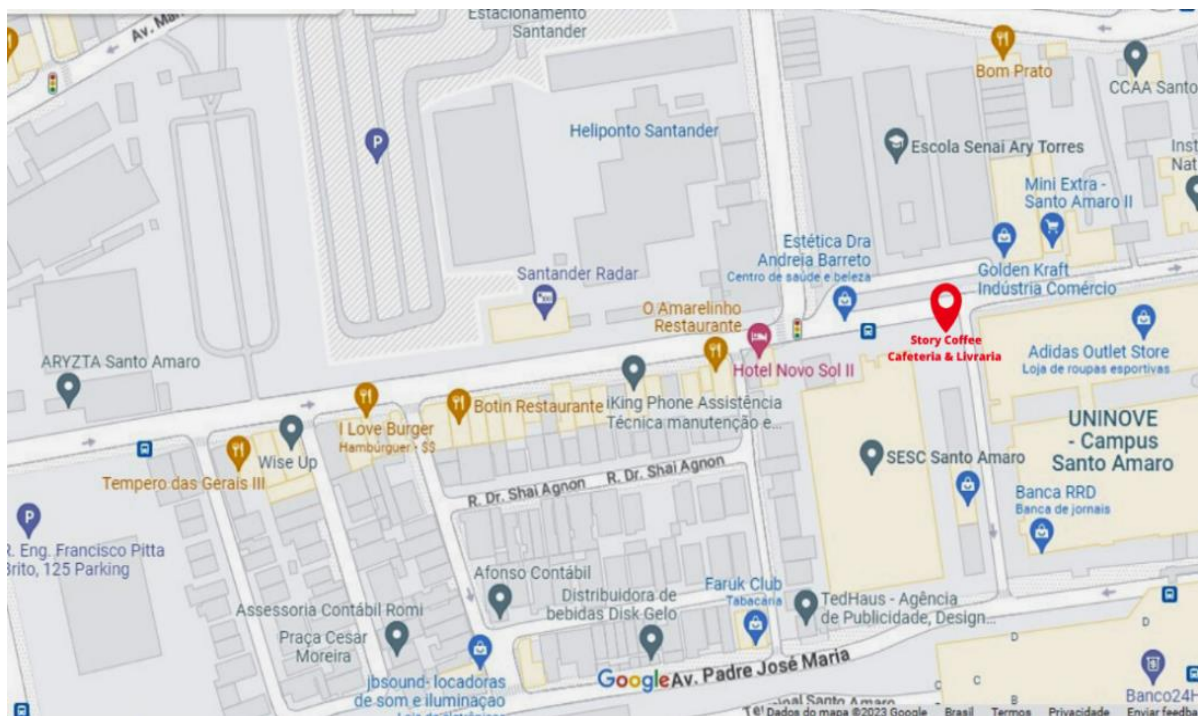 Estacionamento
Santander
Av. Mari
Bom Prato
CCAA Santo
Heliponto Santander
Escola Senai Ary Torres
Inst
Nat
Mini Extra -
Santo Amaro II
Estética Dra
Andreia Barreto
Centro de saúde e beleza
Golden Kraft
Indústria Comércio
Santander Radar
O Amarelinho
Restaurante
Story Coffee
Cafeteria & Livraria
Adidas Outlet Store
Loja de roupas esportivas
ARYZTA Santo Amaro
Hotel Novo Sol II
iKing Phone Assistência
Técnica manutenção e...
Botin Restaurante
I Love Burger
Hambúrguer · $$
Wise Up
Tempero das Gerais III
UNINOVE
- Campus
Santo Amaro
SESC Santo Amaro
R. Dr. Shai Agnon
R. Dr. Shai Agnon
Banca RRD
Banca de jornais
P
P
R. Eng. Francisco Pitta
Brito, 125 Parking
Afonso Contábil
Distribuidora de
bebidas Disk Gelo
Faruk Club
Tabacaria
TedHaus - Agência
de Publicidade, Design...
Assessoria Contábil Romi
Praça Cesar
Moreira
jbsound- locadoras
de som e iluminação
Loja de eletrônicos
Google
Av. Padre José Maria
D
D
C
C
B
Banco24H
Terminal Santo Amaro
Dados do mapa ©2023 Google Brasil Termos Privacidade Enviar feedba